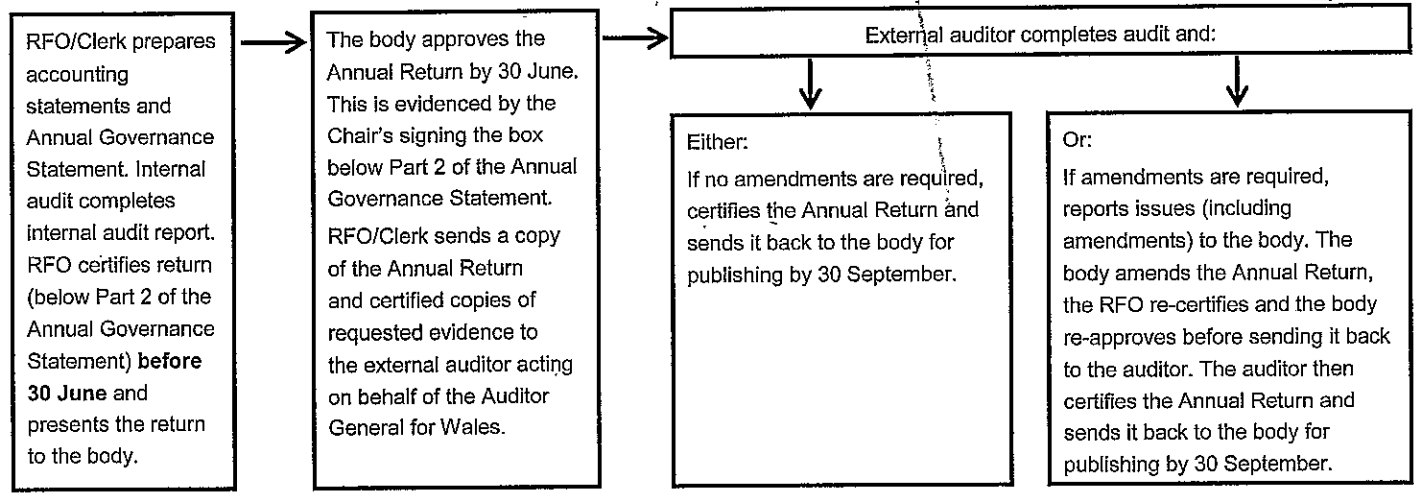 RFO/Clerk prepares
accounting
statements and
Annual Governance
Statement. Internal
audit completes
internal audit report.
RFO certifies return
(below Part 2 of the
Annual Governance
Statement) before
30 June and
presents the return
to the body.
The body approves the
Annual Return by 30 June.
This is evidenced by the
Chair's signing the box
below Part 2 of the Annual
Governance Statement.
RFO/Clerk sends a copy
of the Annual Return
and certified copies of
requested evidence to
the external auditor acting
on behalf of the Auditor
General for Wales.
External auditor completes audit and:
Either:
If no amendments are required,
certifies the Annual Return and
sends it back to the body for
publishing by 30 September.
Or:
If amendments are required,
reports issues (including
amendments) to the body. The
body amends the Annual Return,
the RFO re-certifies and the body
re-approves before sending it back
to the auditor. The auditor then
certifies the Annual Return and
sends it back to the body for
publishing by 30 September.